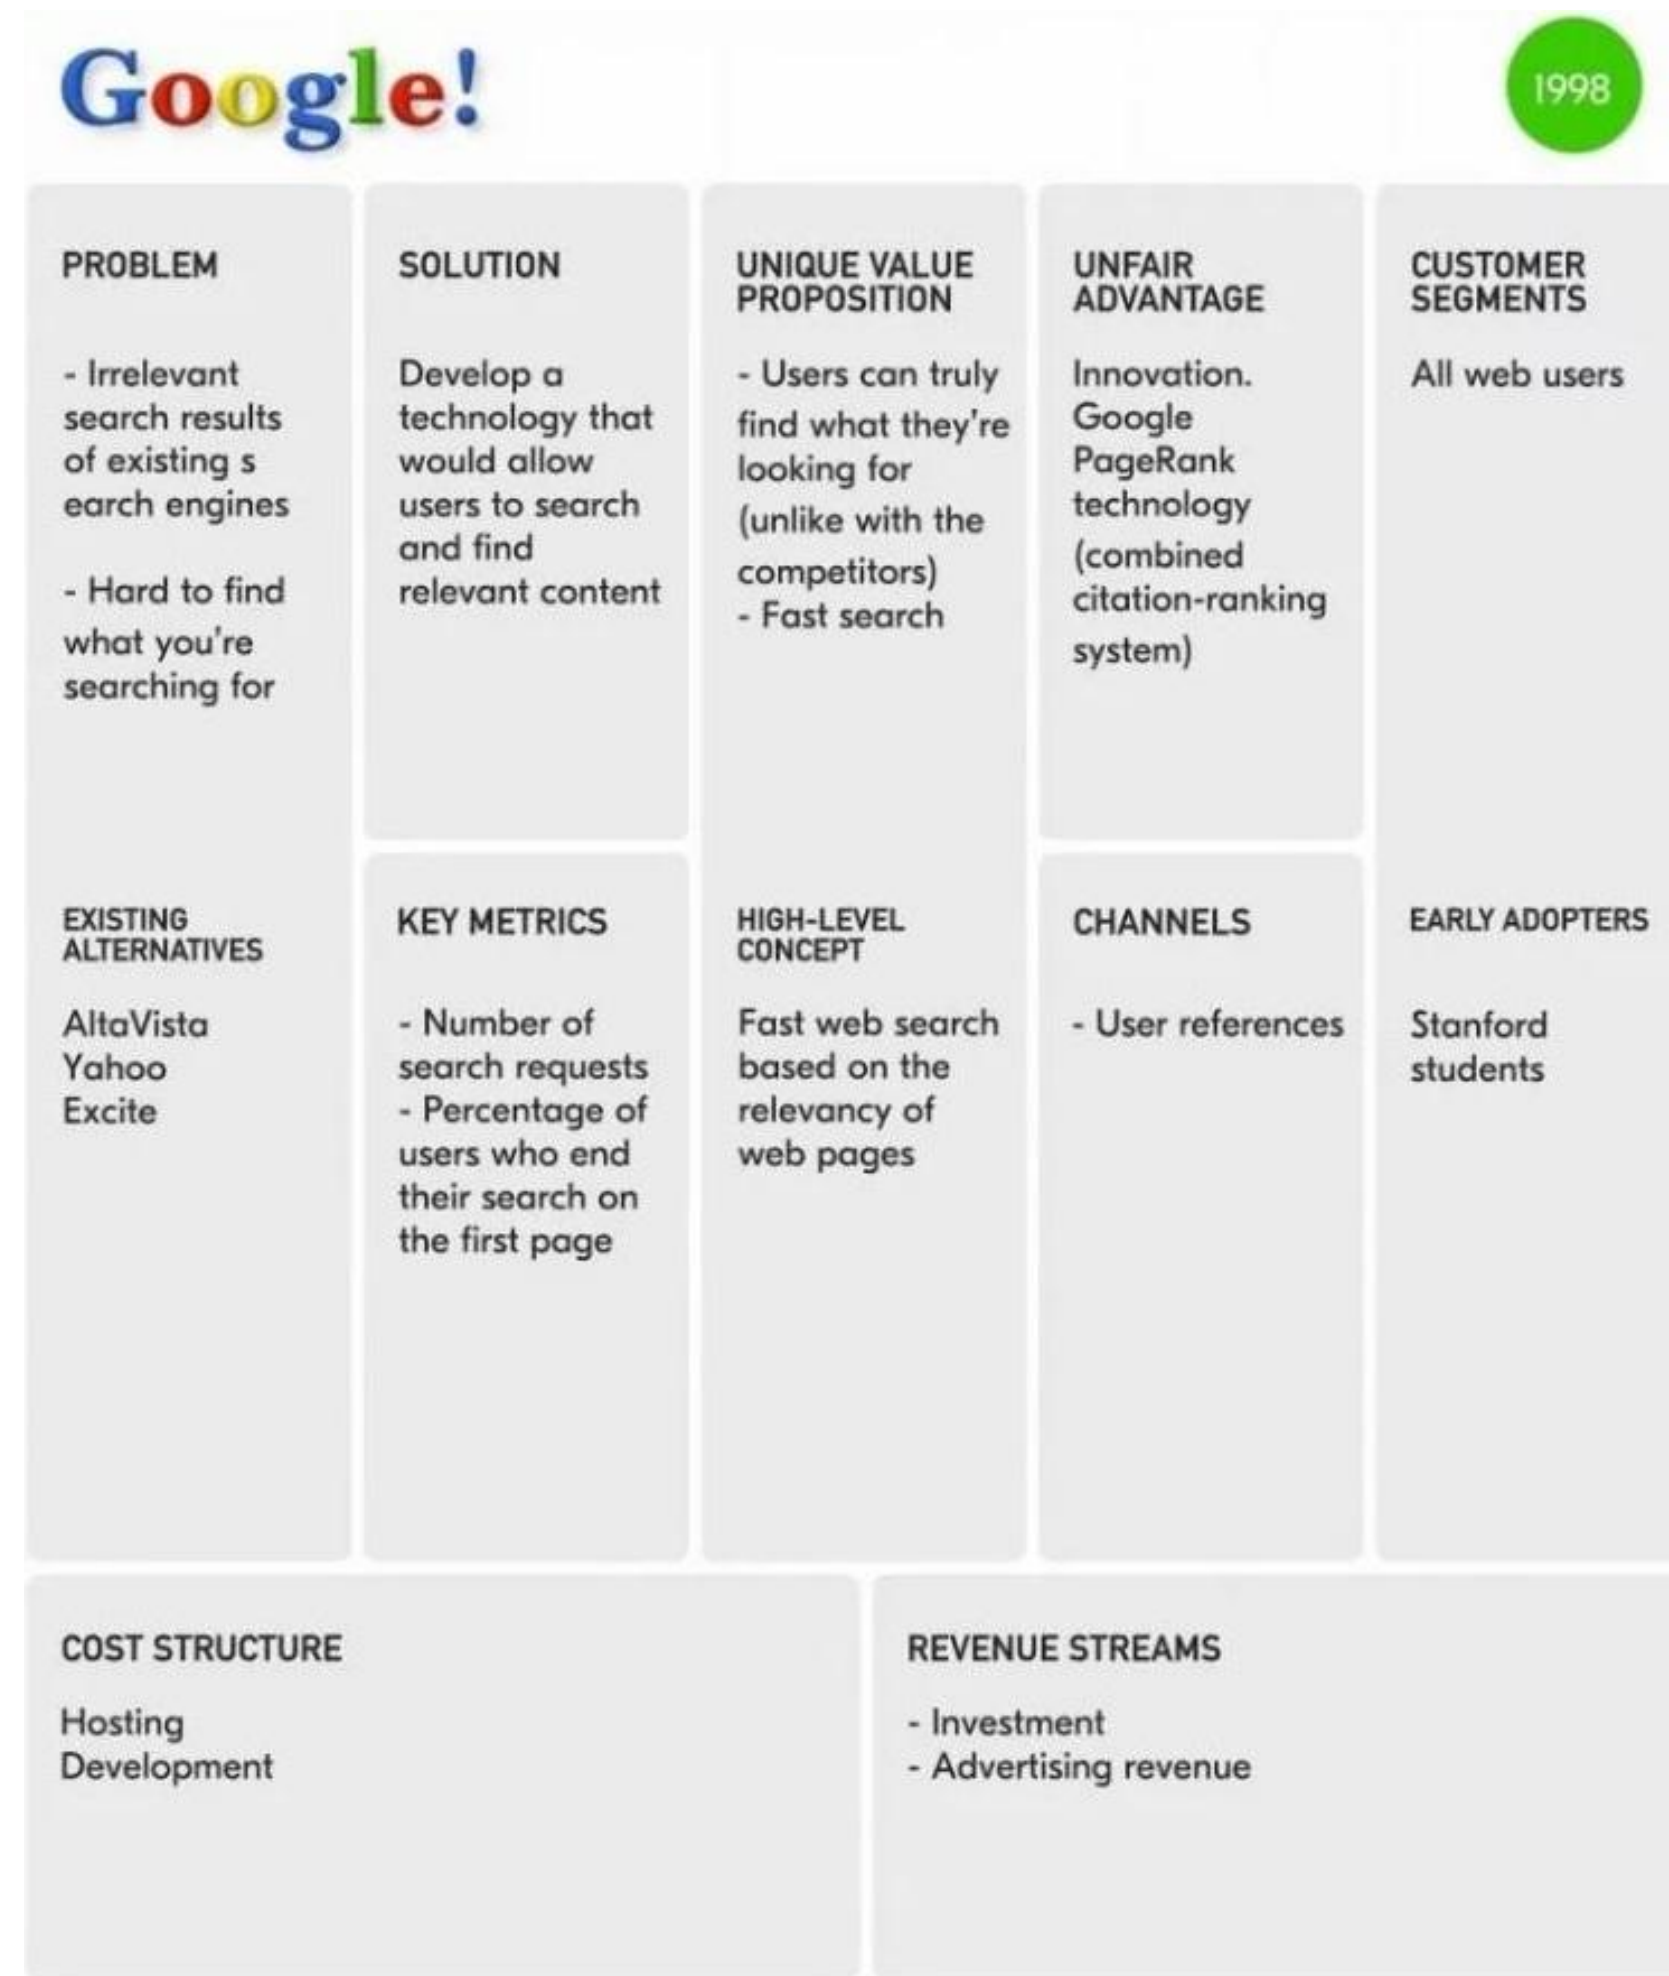 Google!
1998
PROBLEM
- Irrelevant
search results
of existing s
earch engines
- Hard to find
what you're
searching for
EXISTING
ALTERNATIVES
AltaVista
Yahoo
Excite
SOLUTION
Develop a
technology that
would allow
users to search
and find
relevant content
KEY METRICS
- Number of
search requests
- Percentage of
users who end
their search on
the first page
UNIQUE VALUE
PROPOSITION
- Users can truly
find what they're
looking for
(unlike with the
competitors)
- Fast search
HIGH-LEVEL
CONCEPT
Fast web search
based on the
relevancy of
web pages
UNFAIR
ADVANTAGE
Innovation.
Google
PageRank
technology
(combined
citation-ranking
system)
CHANNELS
- User references
CUSTOMER
SEGMENTS
All web users
EARLY ADOPTERS
Stanford
students
COST STRUCTURE
Hosting
Development
REVENUE STREAMS
- Investment
- Advertising revenue